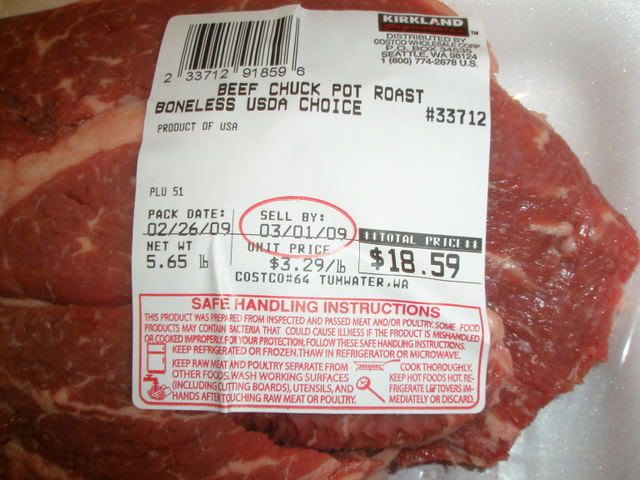 KIRKLAND
DISTRIBUTED BY
COSTCO WHOLESALE CORP
P.O. BOX 34535
SEATTLE, WA 98124
1 (800) 774-2678 U.S.
2 33712 91859 6
BEEF CHUCK POT ROAST
BONELESS USDA CHOICE #33712
PRODUCT OF USA
PLU 51
PACK DATE: SELL BY:
02/26/09 03/01/09 **TOTAL PRICE**
NET WT UNIT PRICE
5.65 lb $3.29/lb $18.59
COSTCO#64 TUMWATER,WA
SAFE HANDLING INSTRUCTIONS
THIS PRODUCT WAS PREPARED FROM INSPECTED AND PASSED MEAT AND/OR POULTRY. SOME FOOD
PRODUCTS MAY CONTAIN BACTERIA THAT COULD CAUSE ILLNESS IF THE PRODUCT IS MISHANDLED
OR COOKED IMPROPERLY. FOR YOUR PROTECTION, FOLLOW THESE SAFE HANDLING INSTRUCTIONS.
KEEP REFRIGERATED OR FROZEN. THAW IN REFRIGERATOR OR MICROWAVE.
KEEP RAW MEAT AND POULTRY SEPARATE FROM
OTHER FOODS. WASH WORKING SURFACES
(INCLUDING CUTTING BOARDS), UTENSILS, AND
HANDS AFTER TOUCHING RAW MEAT OR POULTRY.
COOK THOROUGHLY.
KEEP HOT FOODS HOT. RE-
FRIGERATE LEFTOVERS IM-
MEDIATELY OR DISCARD.